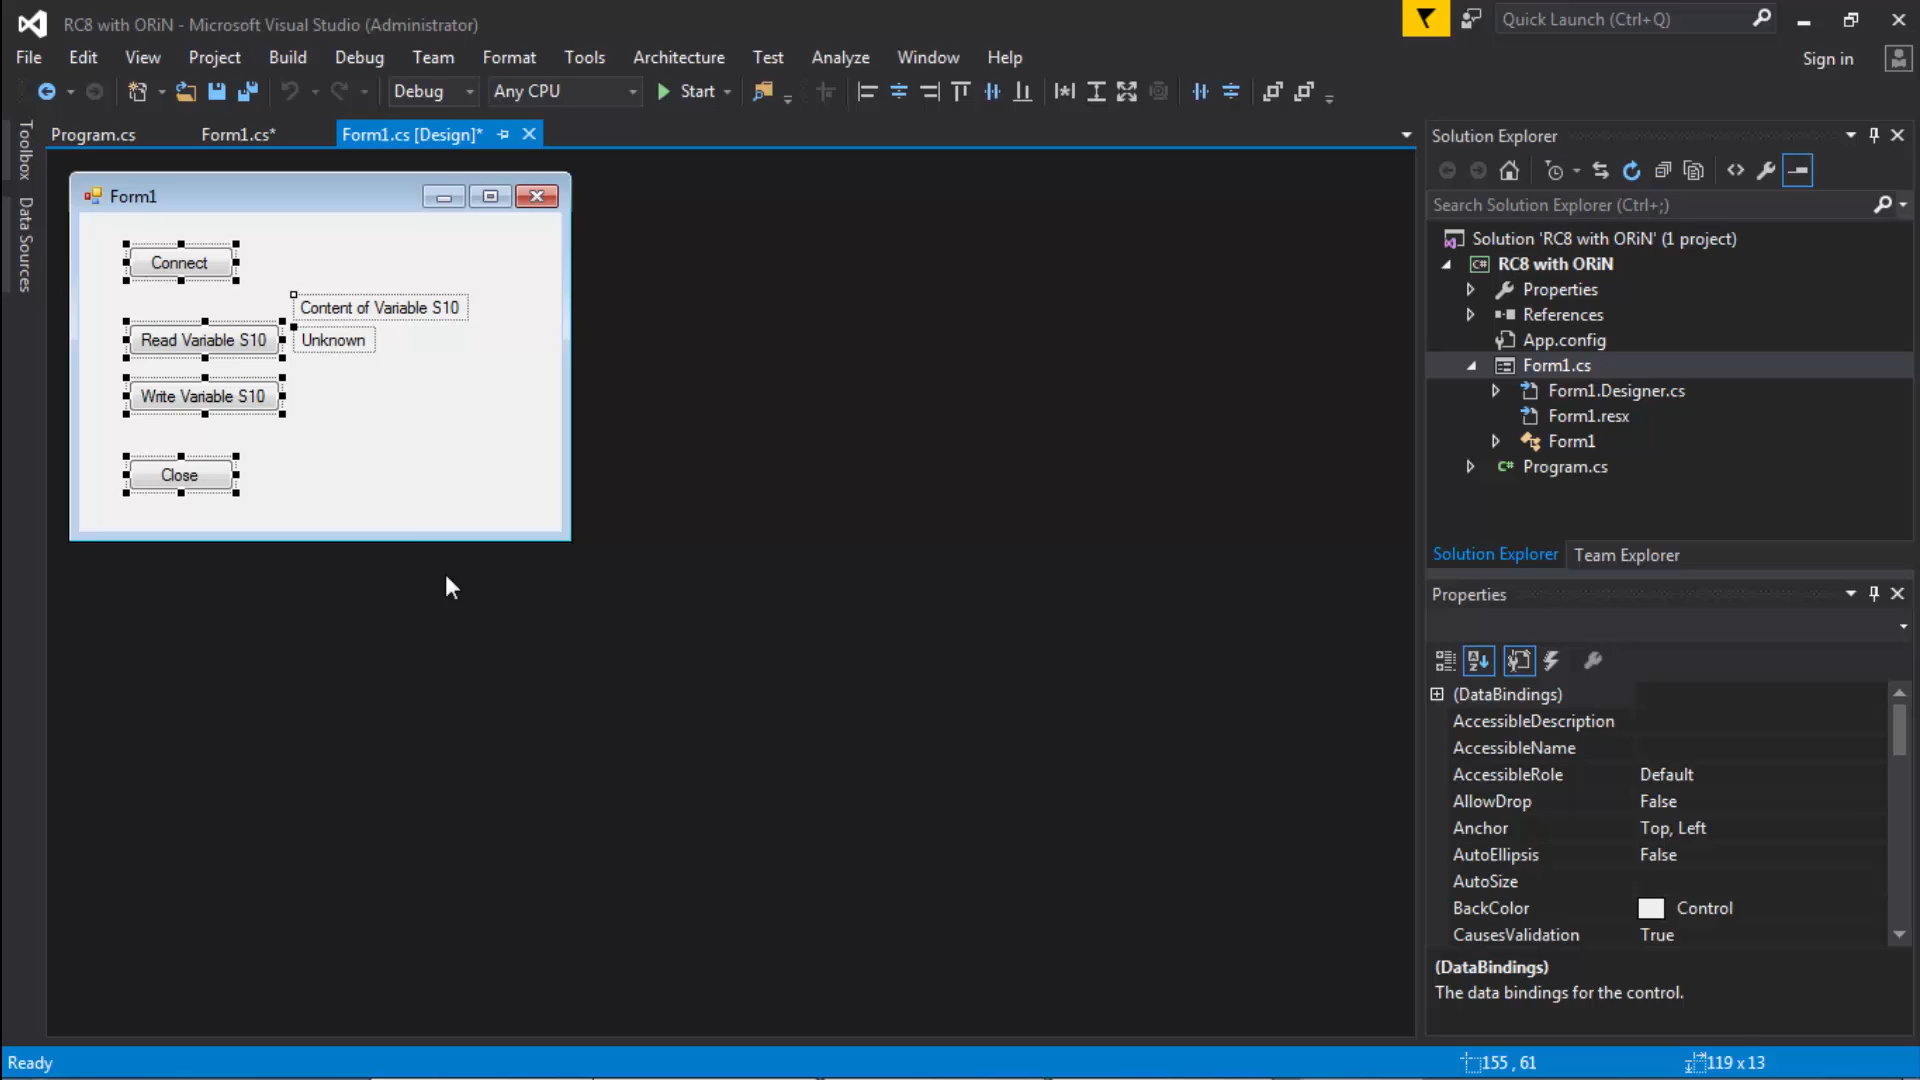 RC8 with ORiN - Microsoft Visual Studio (Administrator)
Quick Launch (Ctrl+Q)
File Edit View Project Build Debug Team Format Tools Architecture Test Analyze Window Help
Sign in
Debug Any CPU Start
Toolbox
Data Sources
Program.cs Form1.cs* Form1.cs [Design]*
Form1
Connect
Content of Variable S10
Read Variable S10 Unknown
Write Variable S10
Close
Solution Explorer
Search Solution Explorer (Ctrl+;)
Solution 'RC8 with ORiN' (1 project)
C# RC8 with ORiN
Properties
References
App.config
Form1.cs
Form1.Designer.cs
Form1.resx
Form1
C# Program.cs
Solution Explorer Team Explorer
Properties
(DataBindings)
AccessibleDescription
AccessibleName
AccessibleRole Default
AllowDrop False
Anchor Top, Left
AutoEllipsis False
AutoSize
BackColor Control
CausesValidation True
(DataBindings)
The data bindings for the control.
Ready 155 , 61 119 x 13